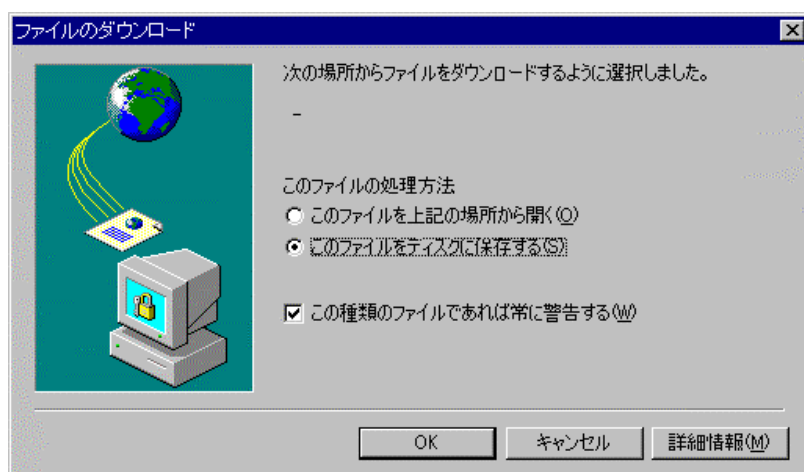 ファイルのダウンロード
次の場所からファイルをダウンロードするように選択しました。
-
このファイルの処理方法
このファイルを上記の場所から開く(O)
このファイルをディスクに保存する(S)
この種類のファイルであれば常に警告する(W)
OK キャンセル 詳細情報(M)